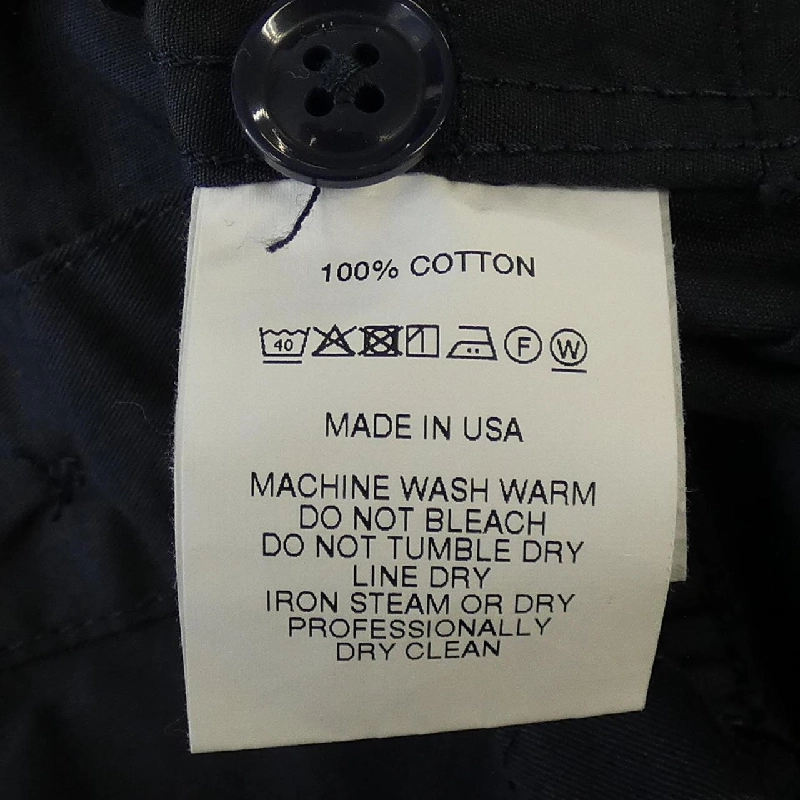 100% COTTON
40 F W
MADE IN USA
MACHINE WASH WARM
DO NOT BLEACH
DO NOT TUMBLE DRY
LINE DRY
IRON STEAM OR DRY
PROFESSIONALLY
DRY CLEAN